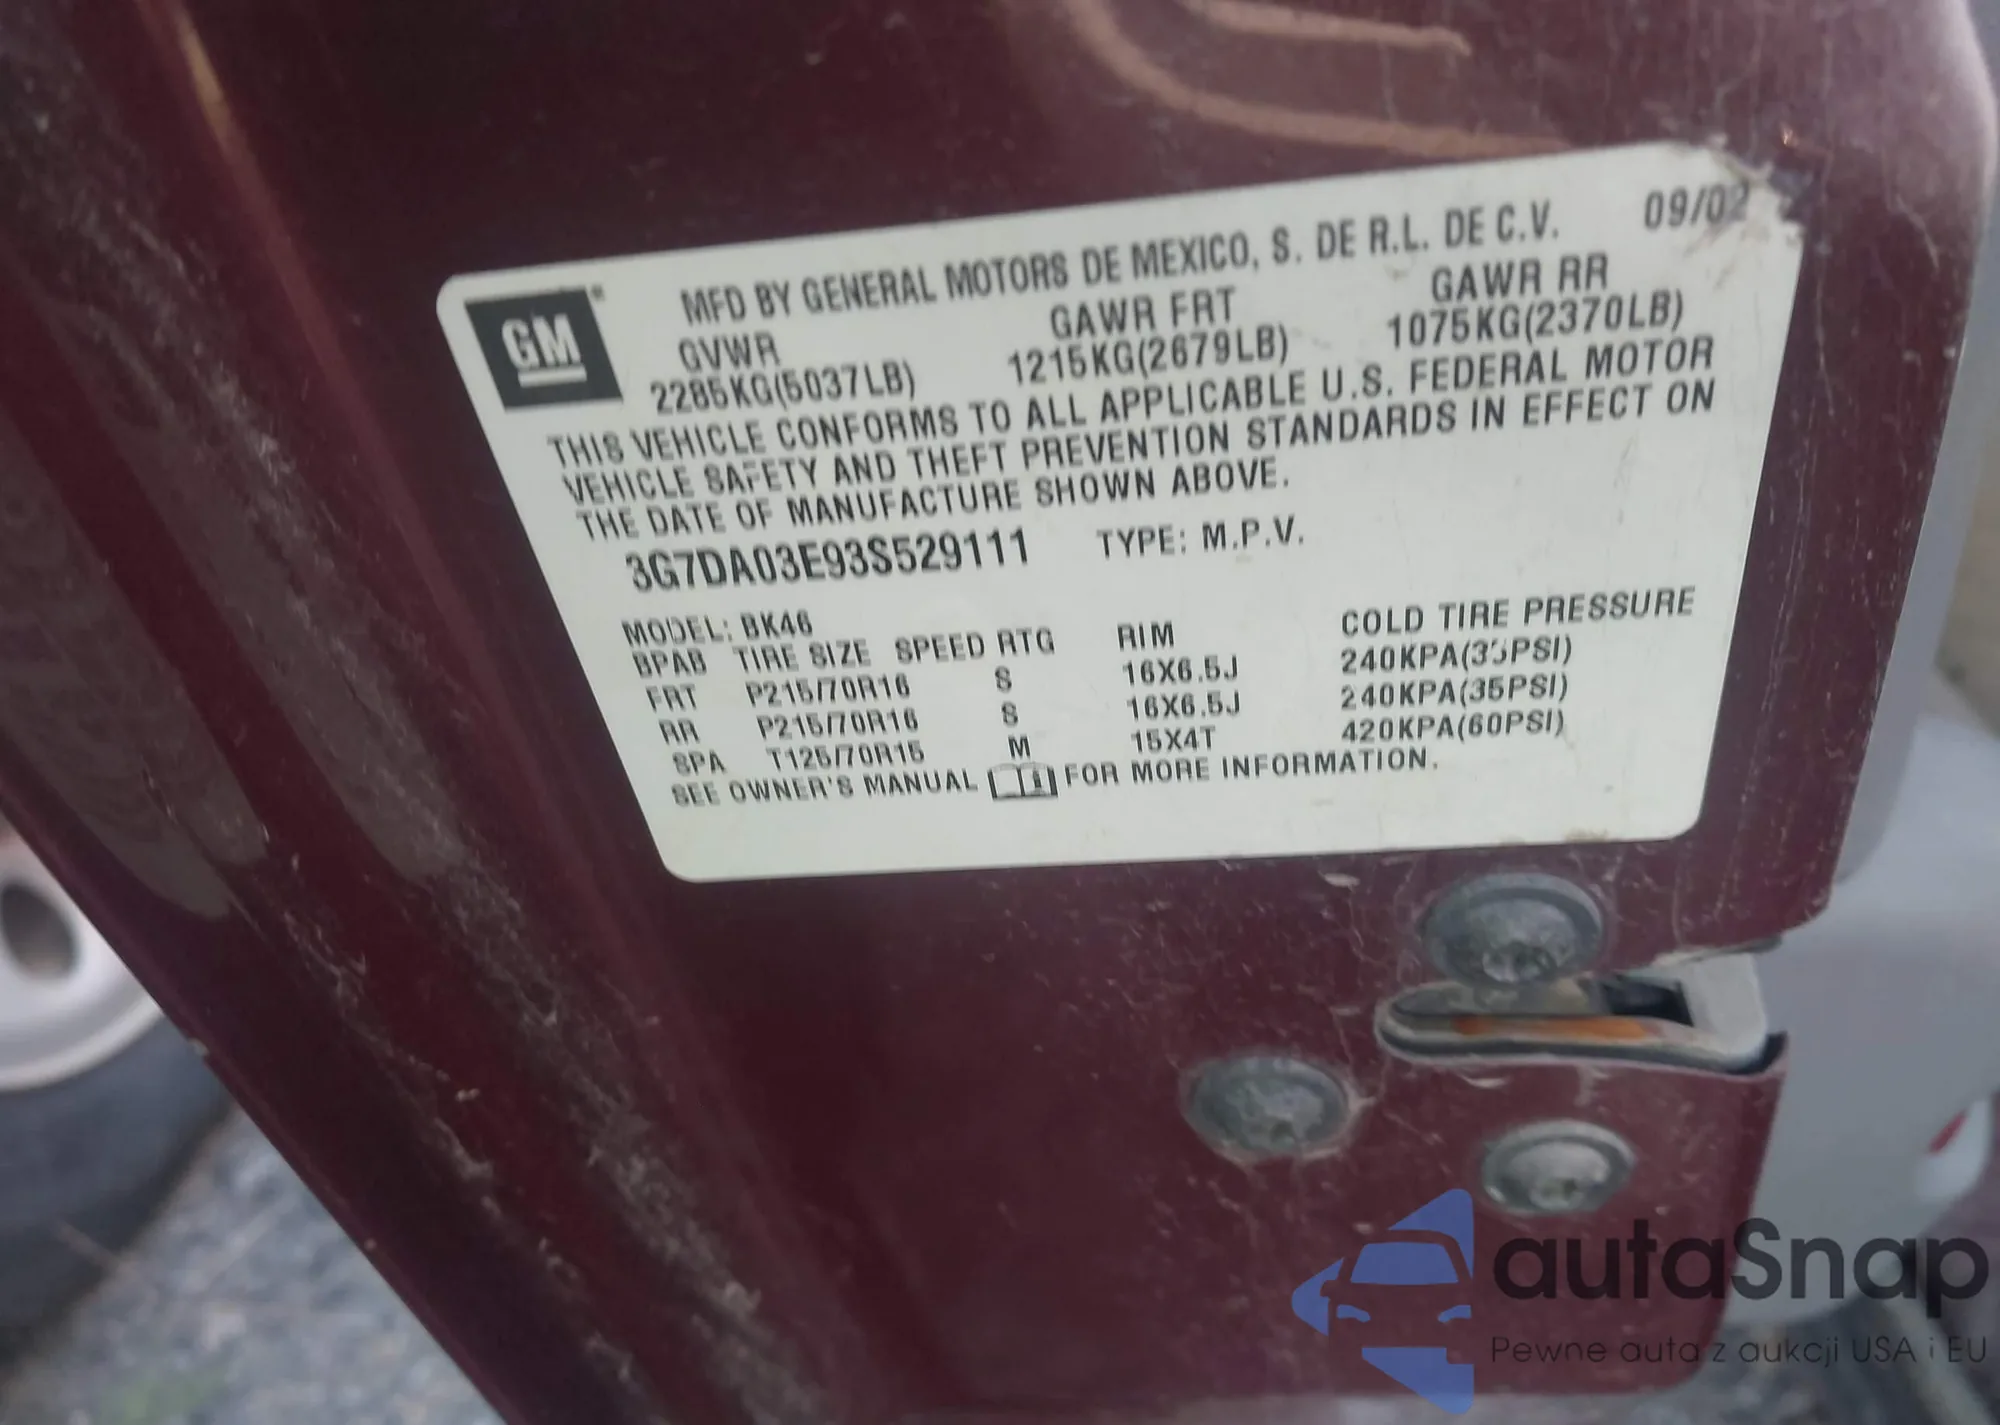 GM
MFD BY GENERAL MOTORS DE MEXICO, S. DE R.L. DE C.V. 09/02
GVWR GAWR FRT GAWR RR
2285KG(5037LB) 1215KG(2679LB) 1075KG(2370LB)
THIS VEHICLE CONFORMS TO ALL APPLICABLE U.S. FEDERAL MOTOR
VEHICLE SAFETY AND THEFT PREVENTION STANDARDS IN EFFECT ON
THE DATE OF MANUFACTURE SHOWN ABOVE.
3G7DA03E93S529111 TYPE: M.P.V.
MODEL: BK46
BPAB TIRE SIZE SPEED RTG RIM COLD TIRE PRESSURE
FRT P215/70R16 S 16X6.5J 240KPA(35PSI)
RR P215/70R16 S 16X6.5J 240KPA(35PSI)
SPA T125/70R15 M 15X4T 420KPA(60PSI)
SEE OWNER'S MANUAL FOR MORE INFORMATION.
autaSnap
Pewne auta z aukcji USA i EU